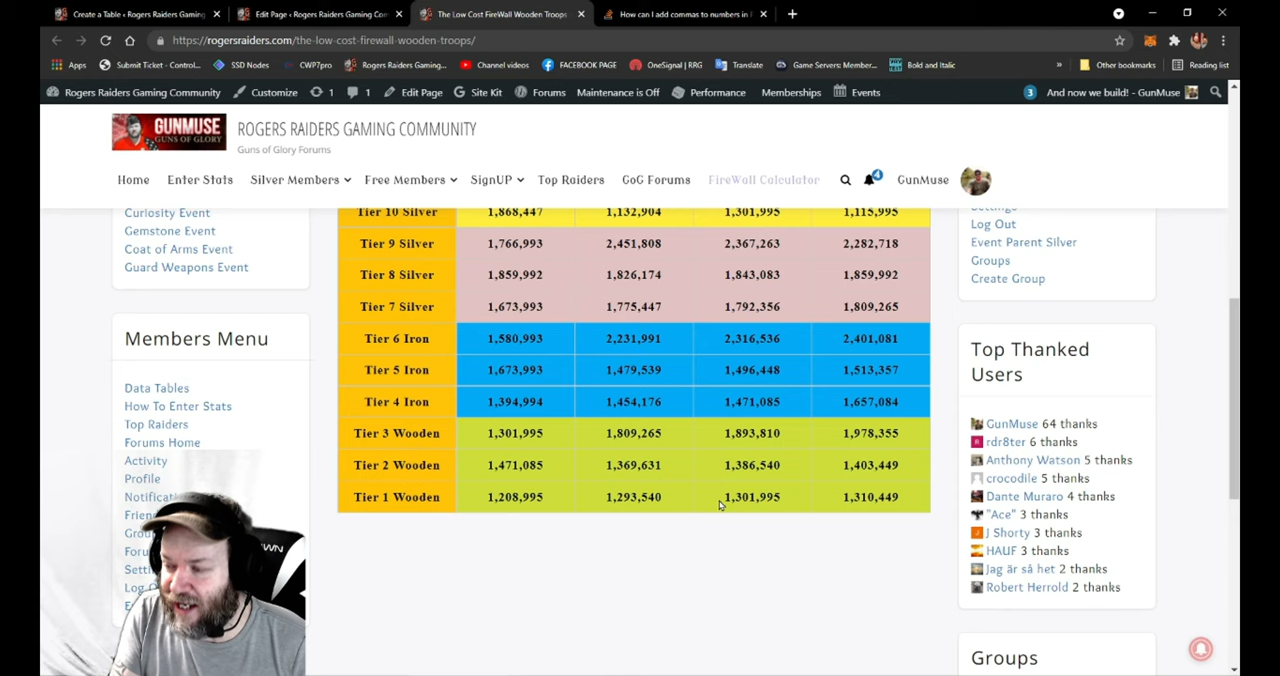 Create a Table ‹ Rogers Raiders Gaming
Edit Page ‹ Rogers Raiders Gaming Com
The Low Cost FireWall Wooden Troops
How can I add commas to numbers in
https://rogersraiders.com/the-low-cost-firewall-wooden-troops/
Apps
Submit Ticket - Control...
SSD Nodes
CWP7pro
Rogers Raiders Gaming...
Channel videos
FACEBOOK PAGE
OneSignal | RRG
Translate
Game Servers: Member...
Bold and Italic
»
Other bookmarks
Reading list
Rogers Raiders Gaming Community
Customize
1
1
Edit Page
Site Kit
Forums
Maintenance is Off
Performance
Memberships
Events
3
And now we build! - GunMuse
GUNMUSE
GUNS OF GLORY
ROGERS RAIDERS GAMING COMMUNITY
Guns of Glory Forums
Home
Enter Stats
Silver Members
Free Members
SignUP
Top Raiders
GoG Forums
FireWall Calculator
4
GunMuse
Curiosity Event
Gemstone Event
Coat of Arms Event
Guard Weapons Event
Members Menu
Data Tables
How To Enter Stats
Top Raiders
Forums Home
Activity
Profile
Tier 10 Silver 1,868,447 1,132,904 1,301,995 1,115,995
Tier 9 Silver 1,766,993 2,451,808 2,367,263 2,282,718
Tier 8 Silver 1,859,992 1,826,174 1,843,083 1,859,992
Tier 7 Silver 1,673,993 1,775,447 1,792,356 1,809,265
Tier 6 Iron 1,580,993 2,231,991 2,316,536 2,401,081
Tier 5 Iron 1,673,993 1,479,539 1,496,448 1,513,357
Tier 4 Iron 1,394,994 1,454,176 1,471,085 1,657,084
Tier 3 Wooden 1,301,995 1,809,265 1,893,810 1,978,355
Tier 2 Wooden 1,471,085 1,369,631 1,386,540 1,403,449
Tier 1 Wooden 1,208,995 1,293,540 1,301,995 1,310,449
Log Out
Event Parent Silver
Groups
Create Group
Top Thanked
Users
GunMuse 64 thanks
rdr8ter 6 thanks
Anthony Watson 5 thanks
crocodile 5 thanks
Dante Muraro 4 thanks
"Ace" 3 thanks
J Shorty 3 thanks
HAUF 3 thanks
Jag är så het 2 thanks
Robert Herrold 2 thanks
Groups